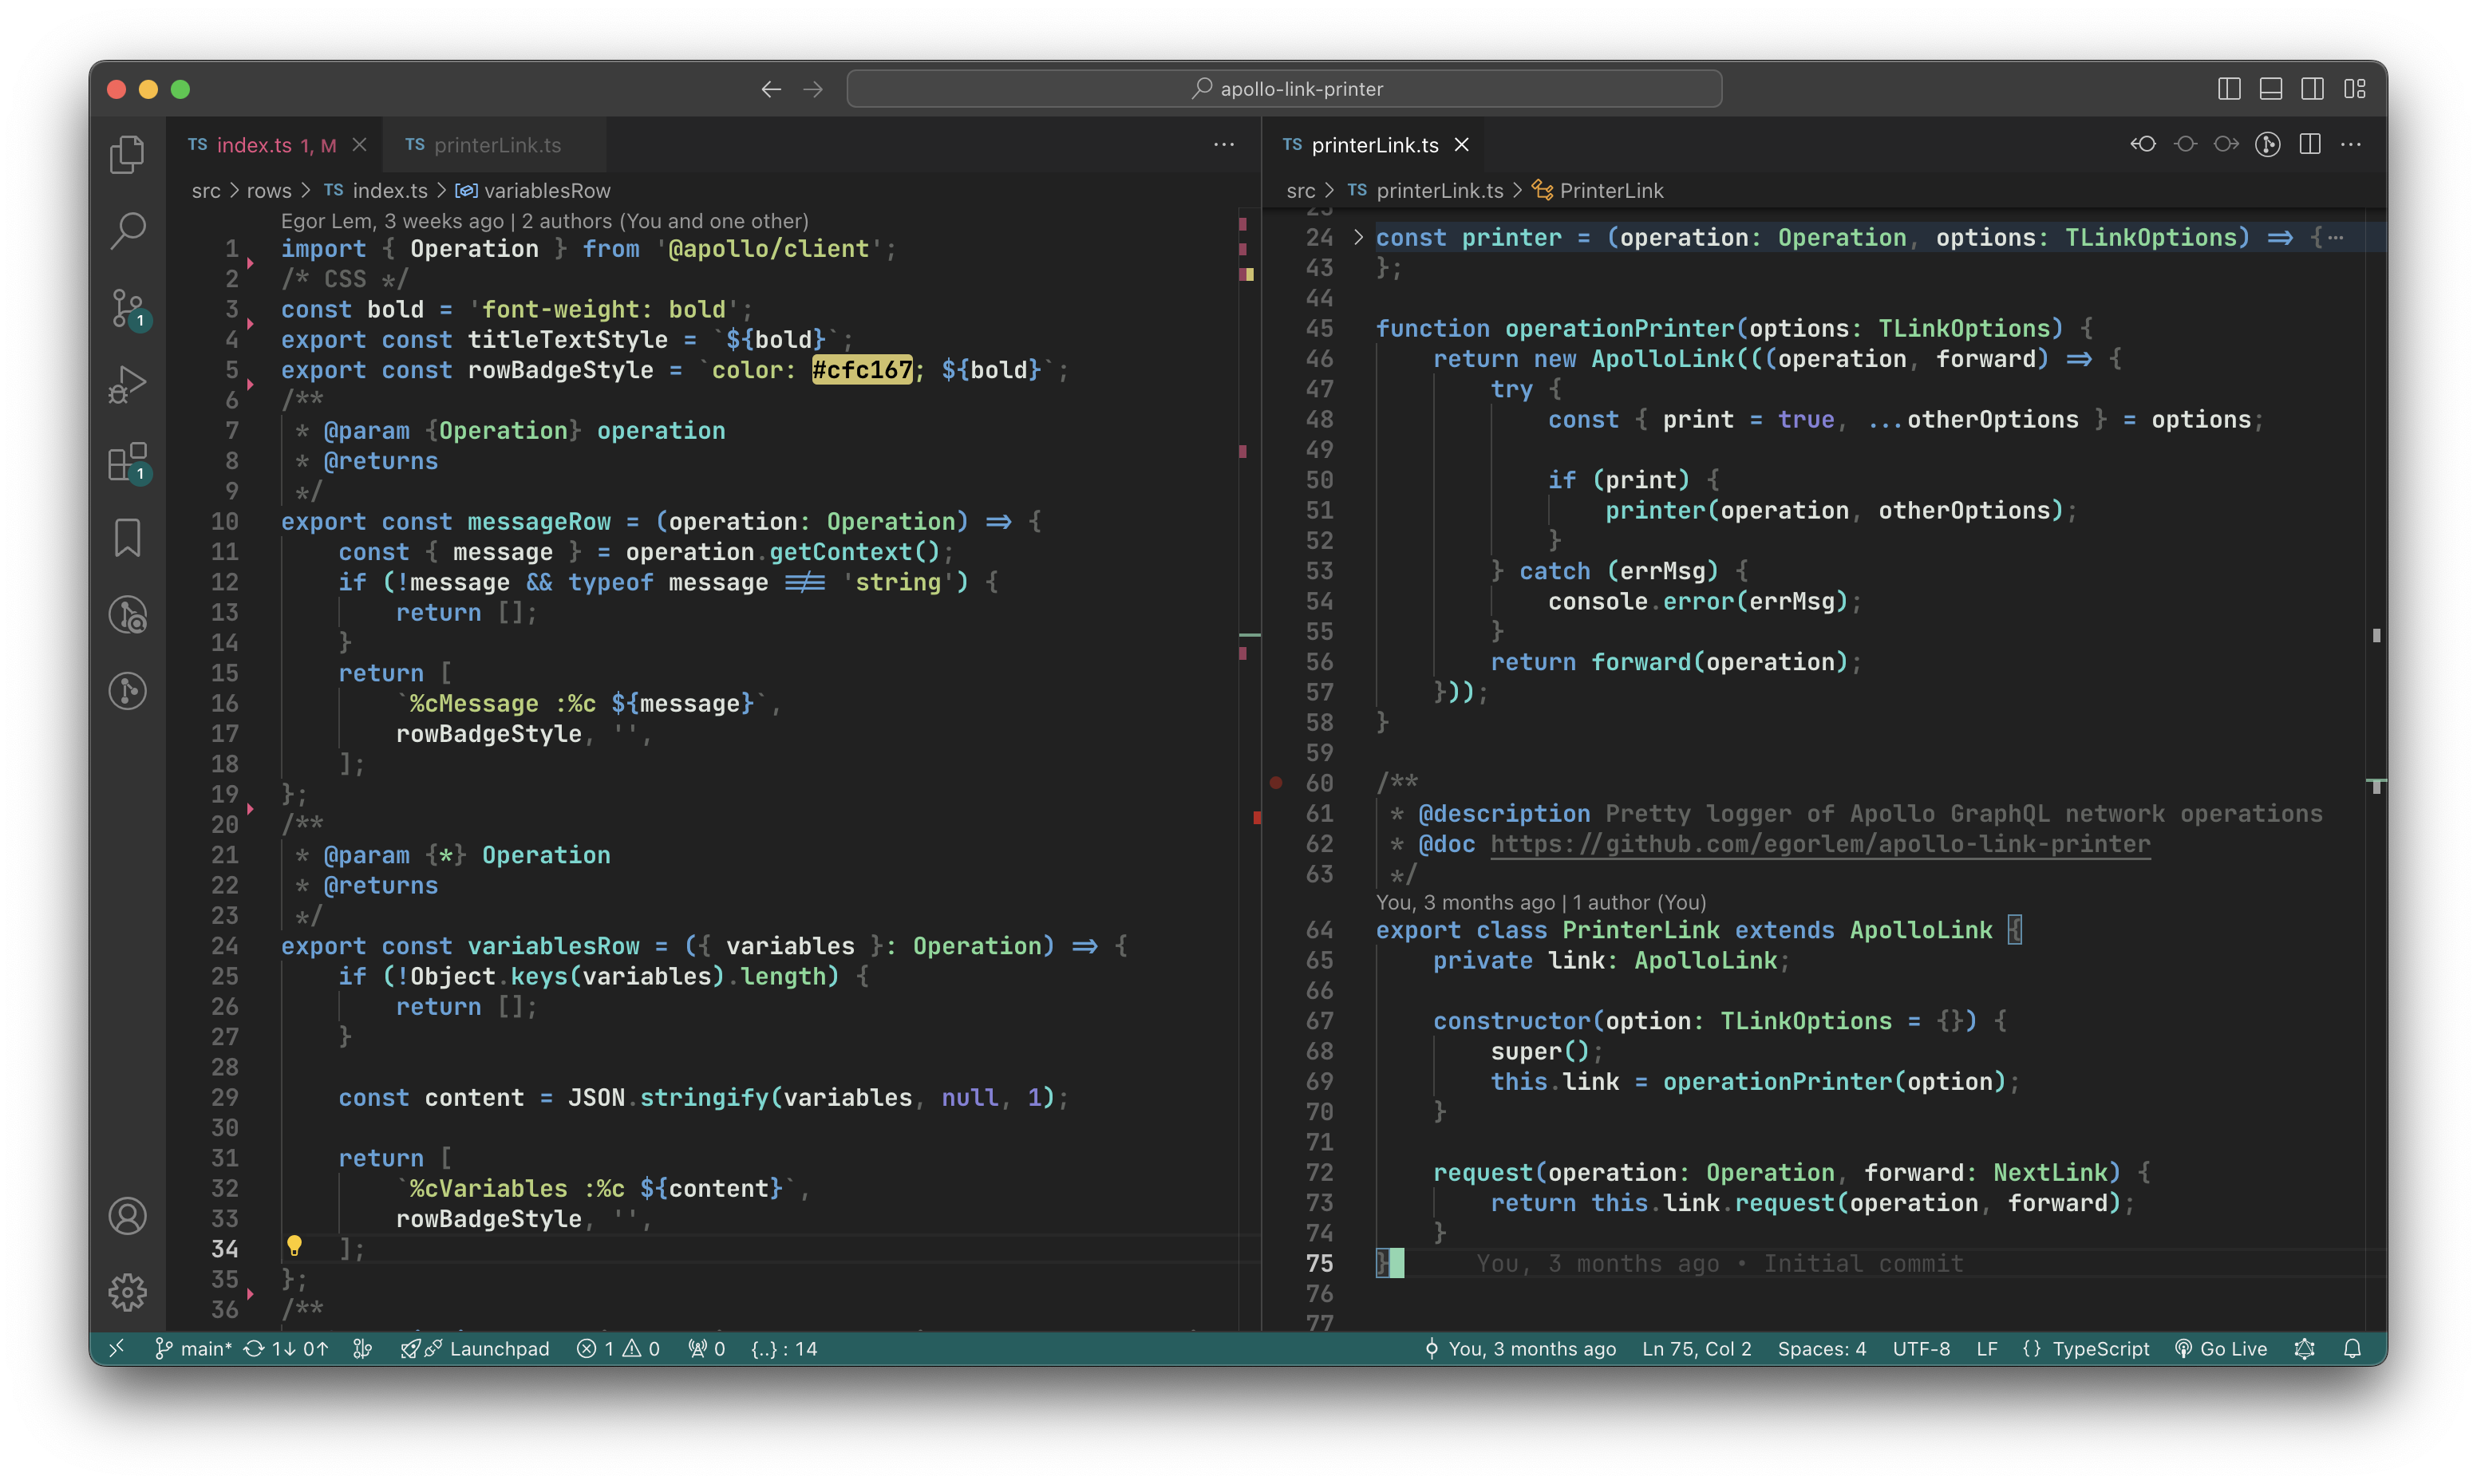 apollo-link-printer
TS index.ts 1, M
TS printerLink.ts
src > rows > TS index.ts > variablesRow
Egor Lem, 3 weeks ago | 2 authors (You and one other)
1 import { Operation } from '@apollo/client';
2 /* CSS */
3 const bold = 'font-weight: bold';
4 export const titleTextStyle = `${bold}`;
5 export const rowBadgeStyle = `color: #cfc167; ${bold}`;
6 /**
7 * @param {Operation} operation
8 * @returns
9 */
10 export const messageRow = (operation: Operation) => {
11 const { message } = operation.getContext();
12 if (!message && typeof message !== 'string') {
13 return [];
14 }
15 return [
16 `%cMessage :%c ${message}`,
17 rowBadgeStyle, '',
18 ];
19 };
20 /**
21 * @param {*} Operation
22 * @returns
23 */
24 export const variablesRow = ({ variables }: Operation) => {
25 if (!Object.keys(variables).length) {
26 return [];
27 }
28
29 const content = JSON.stringify(variables, null, 1);
30
31 return [
32 `%cVariables :%c ${content}`,
33 rowBadgeStyle, '',
34 ];
35 };
36 /**
TS printerLink.ts
src > TS printerLink.ts > PrinterLink
23
24 > const printer = (operation: Operation, options: TLinkOptions) => {⋯
43 };
44
45 function operationPrinter(options: TLinkOptions) {
46 return new ApolloLink(((operation, forward) => {
47 try {
48 const { print = true, ...otherOptions } = options;
49
50 if (print) {
51 printer(operation, otherOptions);
52 }
53 } catch (errMsg) {
54 console.error(errMsg);
55 }
56 return forward(operation);
57 }));
58 }
59
60 /**
61 * @description Pretty logger of Apollo GraphQL network operations
62 * @doc https://github.com/egorlem/apollo-link-printer
63 */
You, 3 months ago | 1 author (You)
64 export class PrinterLink extends ApolloLink {
65 private link: ApolloLink;
66
67 constructor(option: TLinkOptions = {}) {
68 super();
69 this.link = operationPrinter(option);
70 }
71
72 request(operation: Operation, forward: NextLink) {
73 return this.link.request(operation, forward);
74 }
75 } You, 3 months ago • Initial commit
76
77
1
1
main* 1↓ 0↑ Launchpad 1 0 0 {..} : 14
You, 3 months ago Ln 75, Col 2 Spaces: 4 UTF-8 LF {} TypeScript Go Live